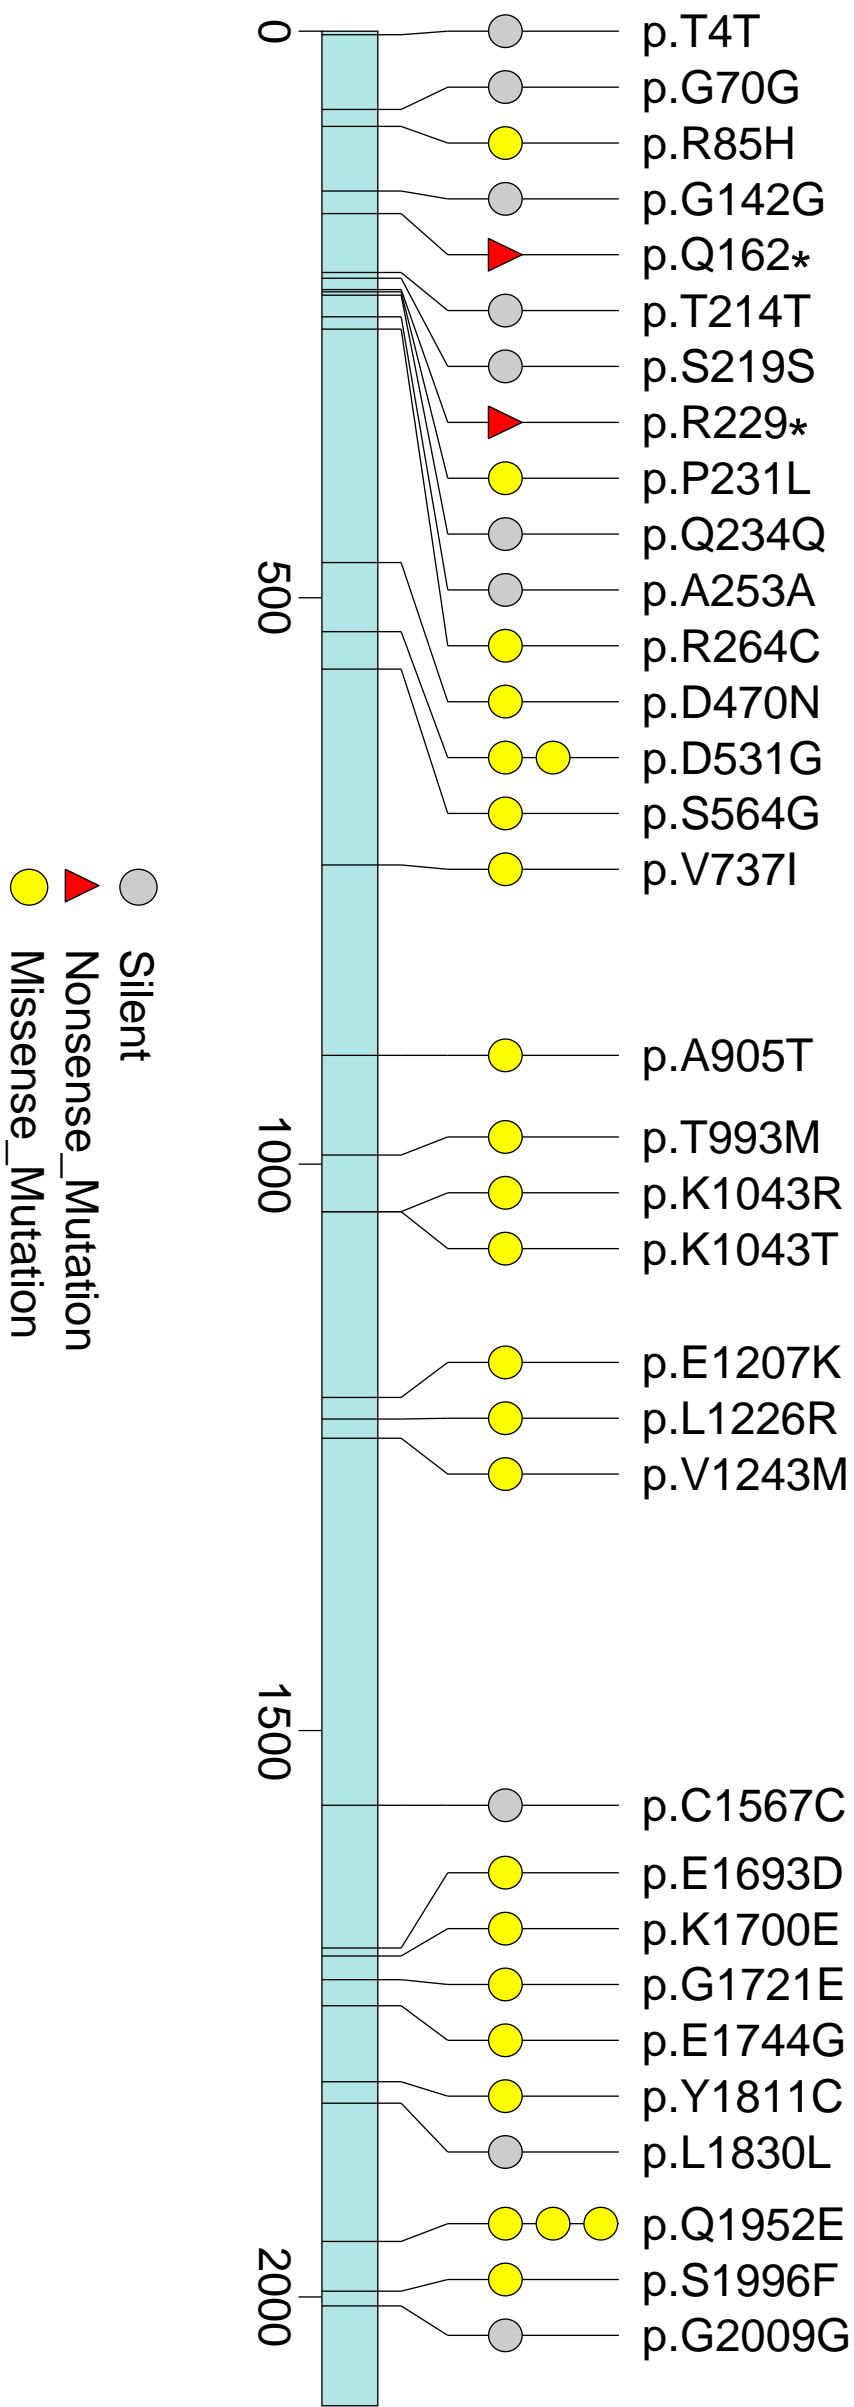 p.T4T
p.G70G
p.R85H
p.G142G
p.Q162*
p.T214T
p.S219S
p.R229*
p.P231L
p.Q234Q
p.A253A
p.R264C
p.D470N
p.D531G
p.S564G
p.V737I
p.A905T
p.T993M
p.K1043R
p.K1043T
p.E1207K
p.L1226R
p.V1243M
p.C1567C
p.E1693D
p.K1700E
p.G1721E
p.E1744G
p.Y1811C
p.L1830L
p.Q1952E
p.S1996F
p.G2009G
0
500
1000
1500
2000
Silent
Nonsense_Mutation
Missense_Mutation